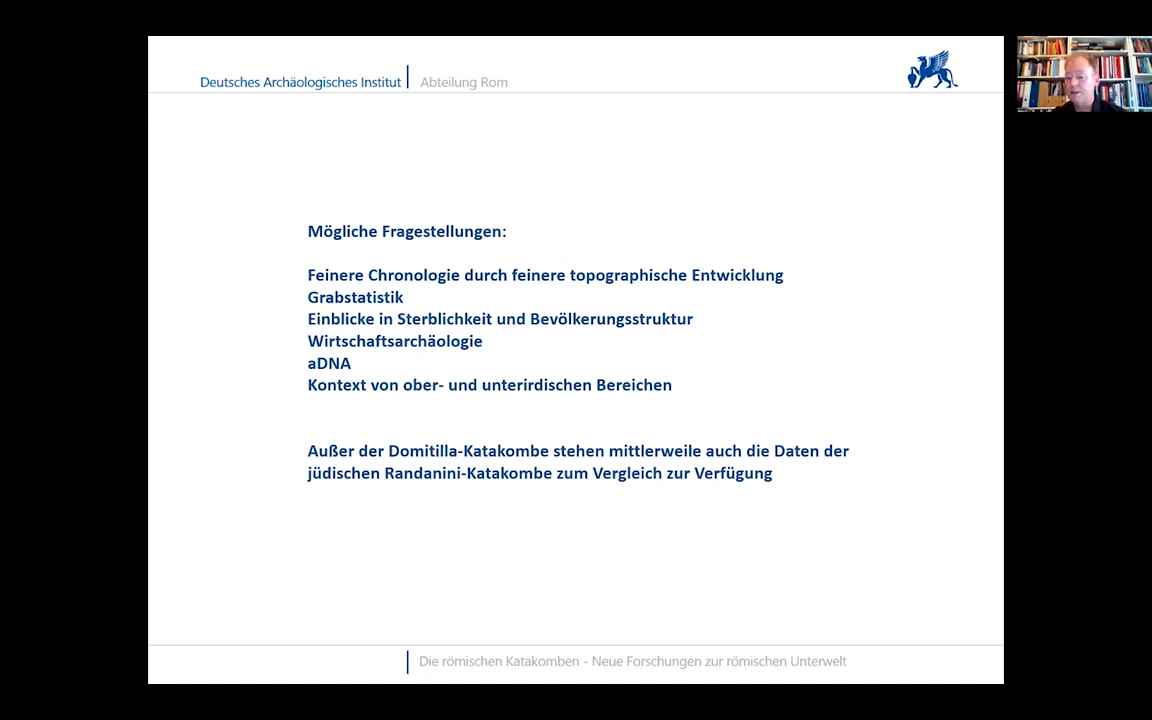 Deutsches Archäologisches Institut
Abteilung Rom
Mögliche Fragestellungen:
Feinere Chronologie durch feinere topographische Entwicklung
Grabstatistik
Einblicke in Sterblichkeit und Bevölkerungsstruktur
Wirtschaftsarchäologie
aDNA
Kontext von ober- und unterirdischen Bereichen
Außer der Domitilla-Katakombe stehen mittlerweile auch die Daten der
jüdischen Randanini-Katakombe zum Vergleich zur Verfügung
Die römischen Katakomben - Neue Forschungen zur römischen Unterwelt